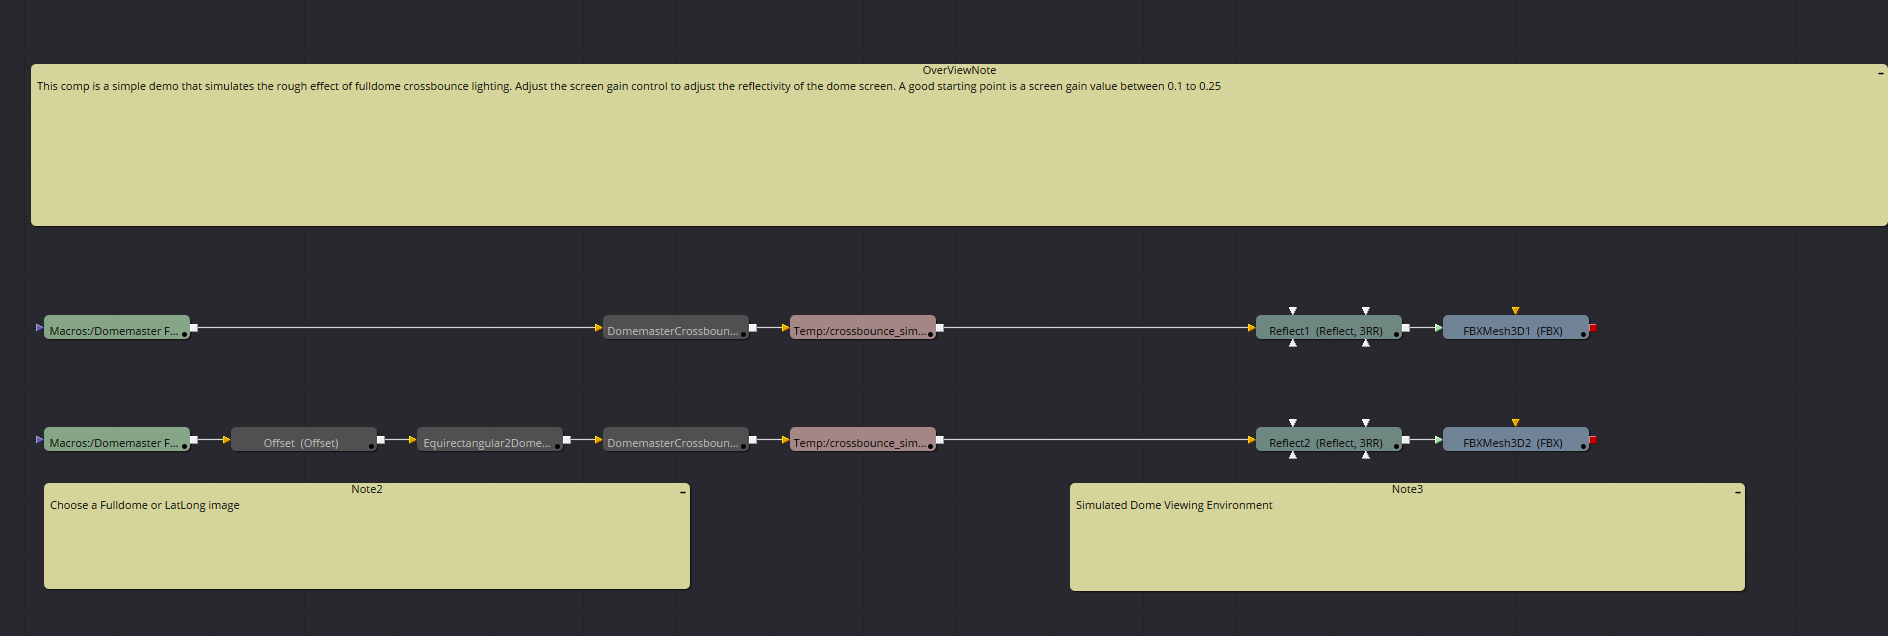 OverViewNote
This comp is a simple demo that simulates the rough effect of fulldome crossbounce lighting. Adjust the screen gain control to adjust the reflectivity of the dome screen. A good starting point is a screen gain value between 0.1 to 0.25
Macros:/Domemaster F... DomemasterCrossboun... Temp:/crossbounce_sim... Reflect1 (Reflect, 3RR) FBXMesh3D1 (FBX)
Macros:/Domemaster F... Offset (Offset) Equirectangular2Dome... DomemasterCrossboun... Temp:/crossbounce_sim... Reflect2 (Reflect, 3RR) FBXMesh3D2 (FBX)
Note2
Choose a Fulldome or LatLong image
Note3
Simulated Dome Viewing Environment